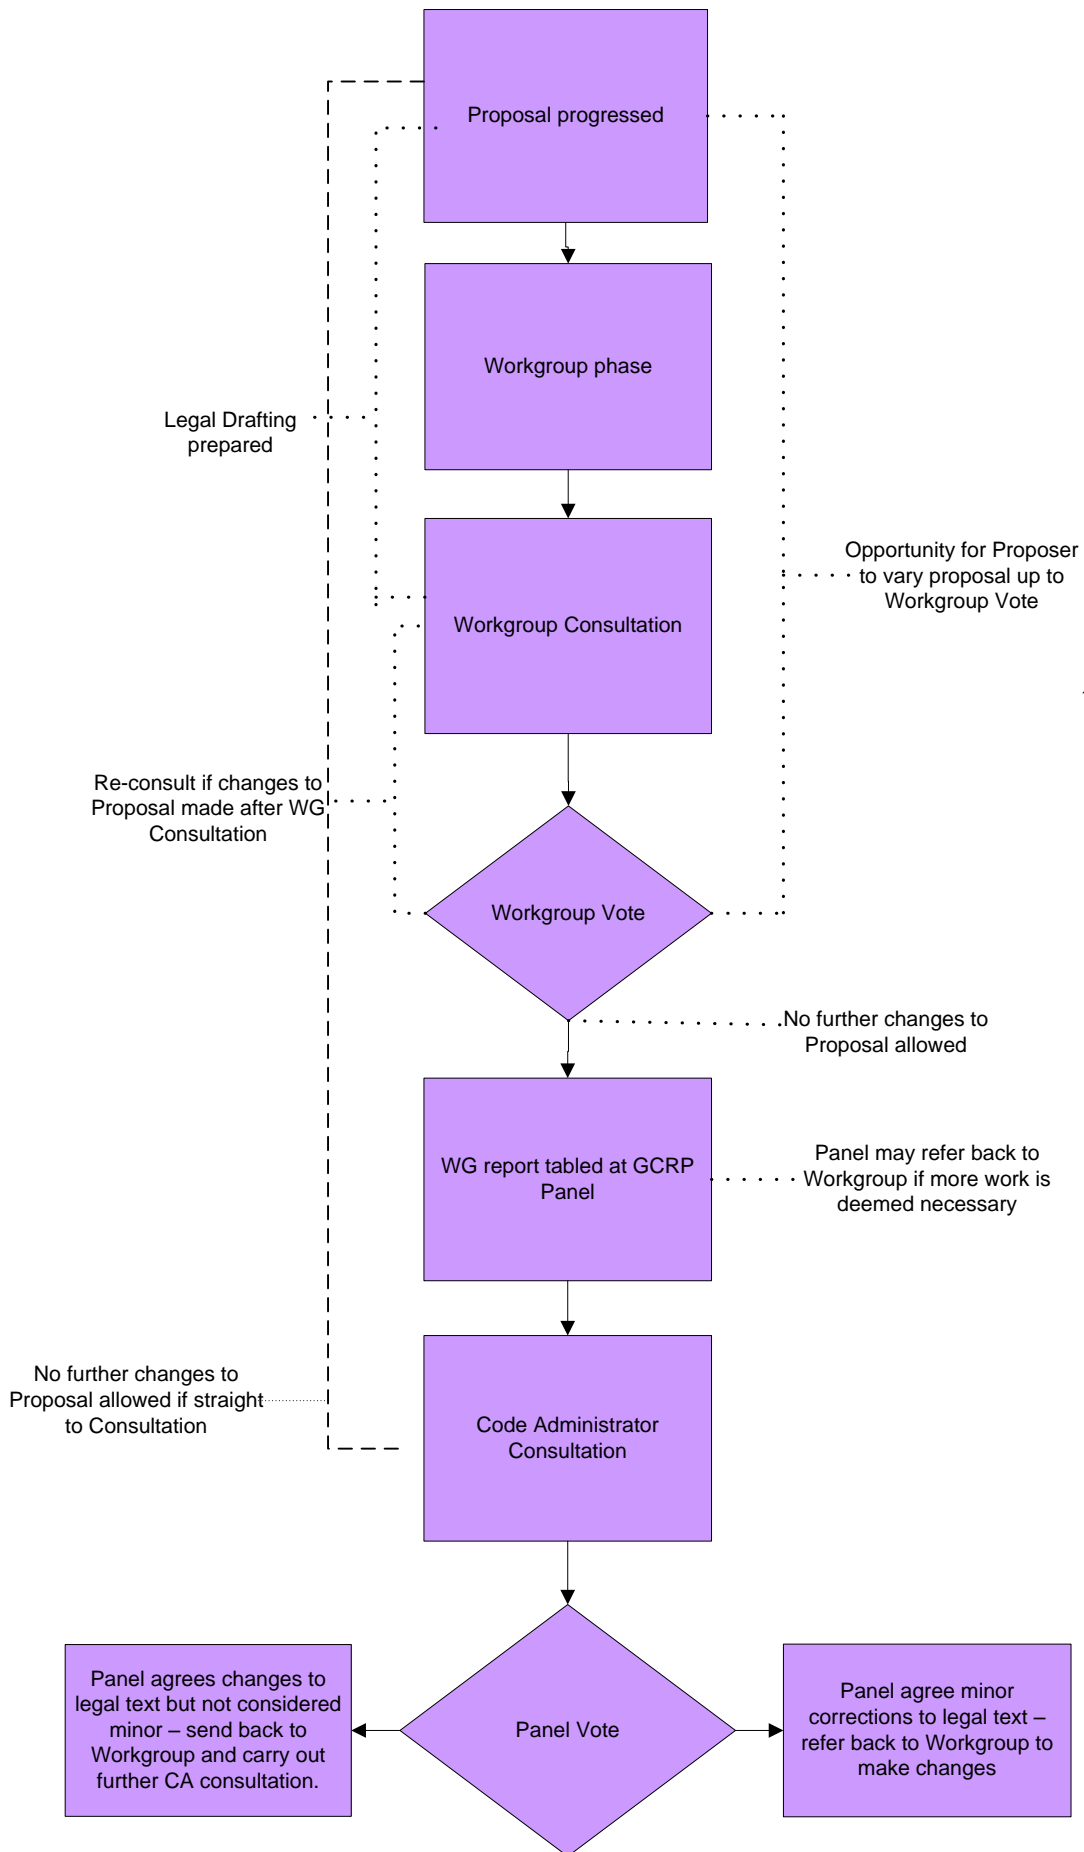 Proposal progressed
Workgroup phase
Legal Drafting
prepared
Opportunity for Proposer
to vary proposal up to
Workgroup Vote
Workgroup Consultation
Re-consult if changes to
Proposal made after WG
Consultation
Workgroup Vote
No further changes to
Proposal allowed
WG report tabled at GCRP
Panel
Panel may refer back to
Workgroup if more work is
deemed necessary
No further changes to
Proposal allowed if straight
to Consultation
Code Administrator
Consultation
Panel agrees changes to
legal text but not considered
minor – send back to
Workgroup and carry out
further CA consultation.
Panel Vote
Panel agree minor
corrections to legal text –
refer back to Workgroup to
make changes